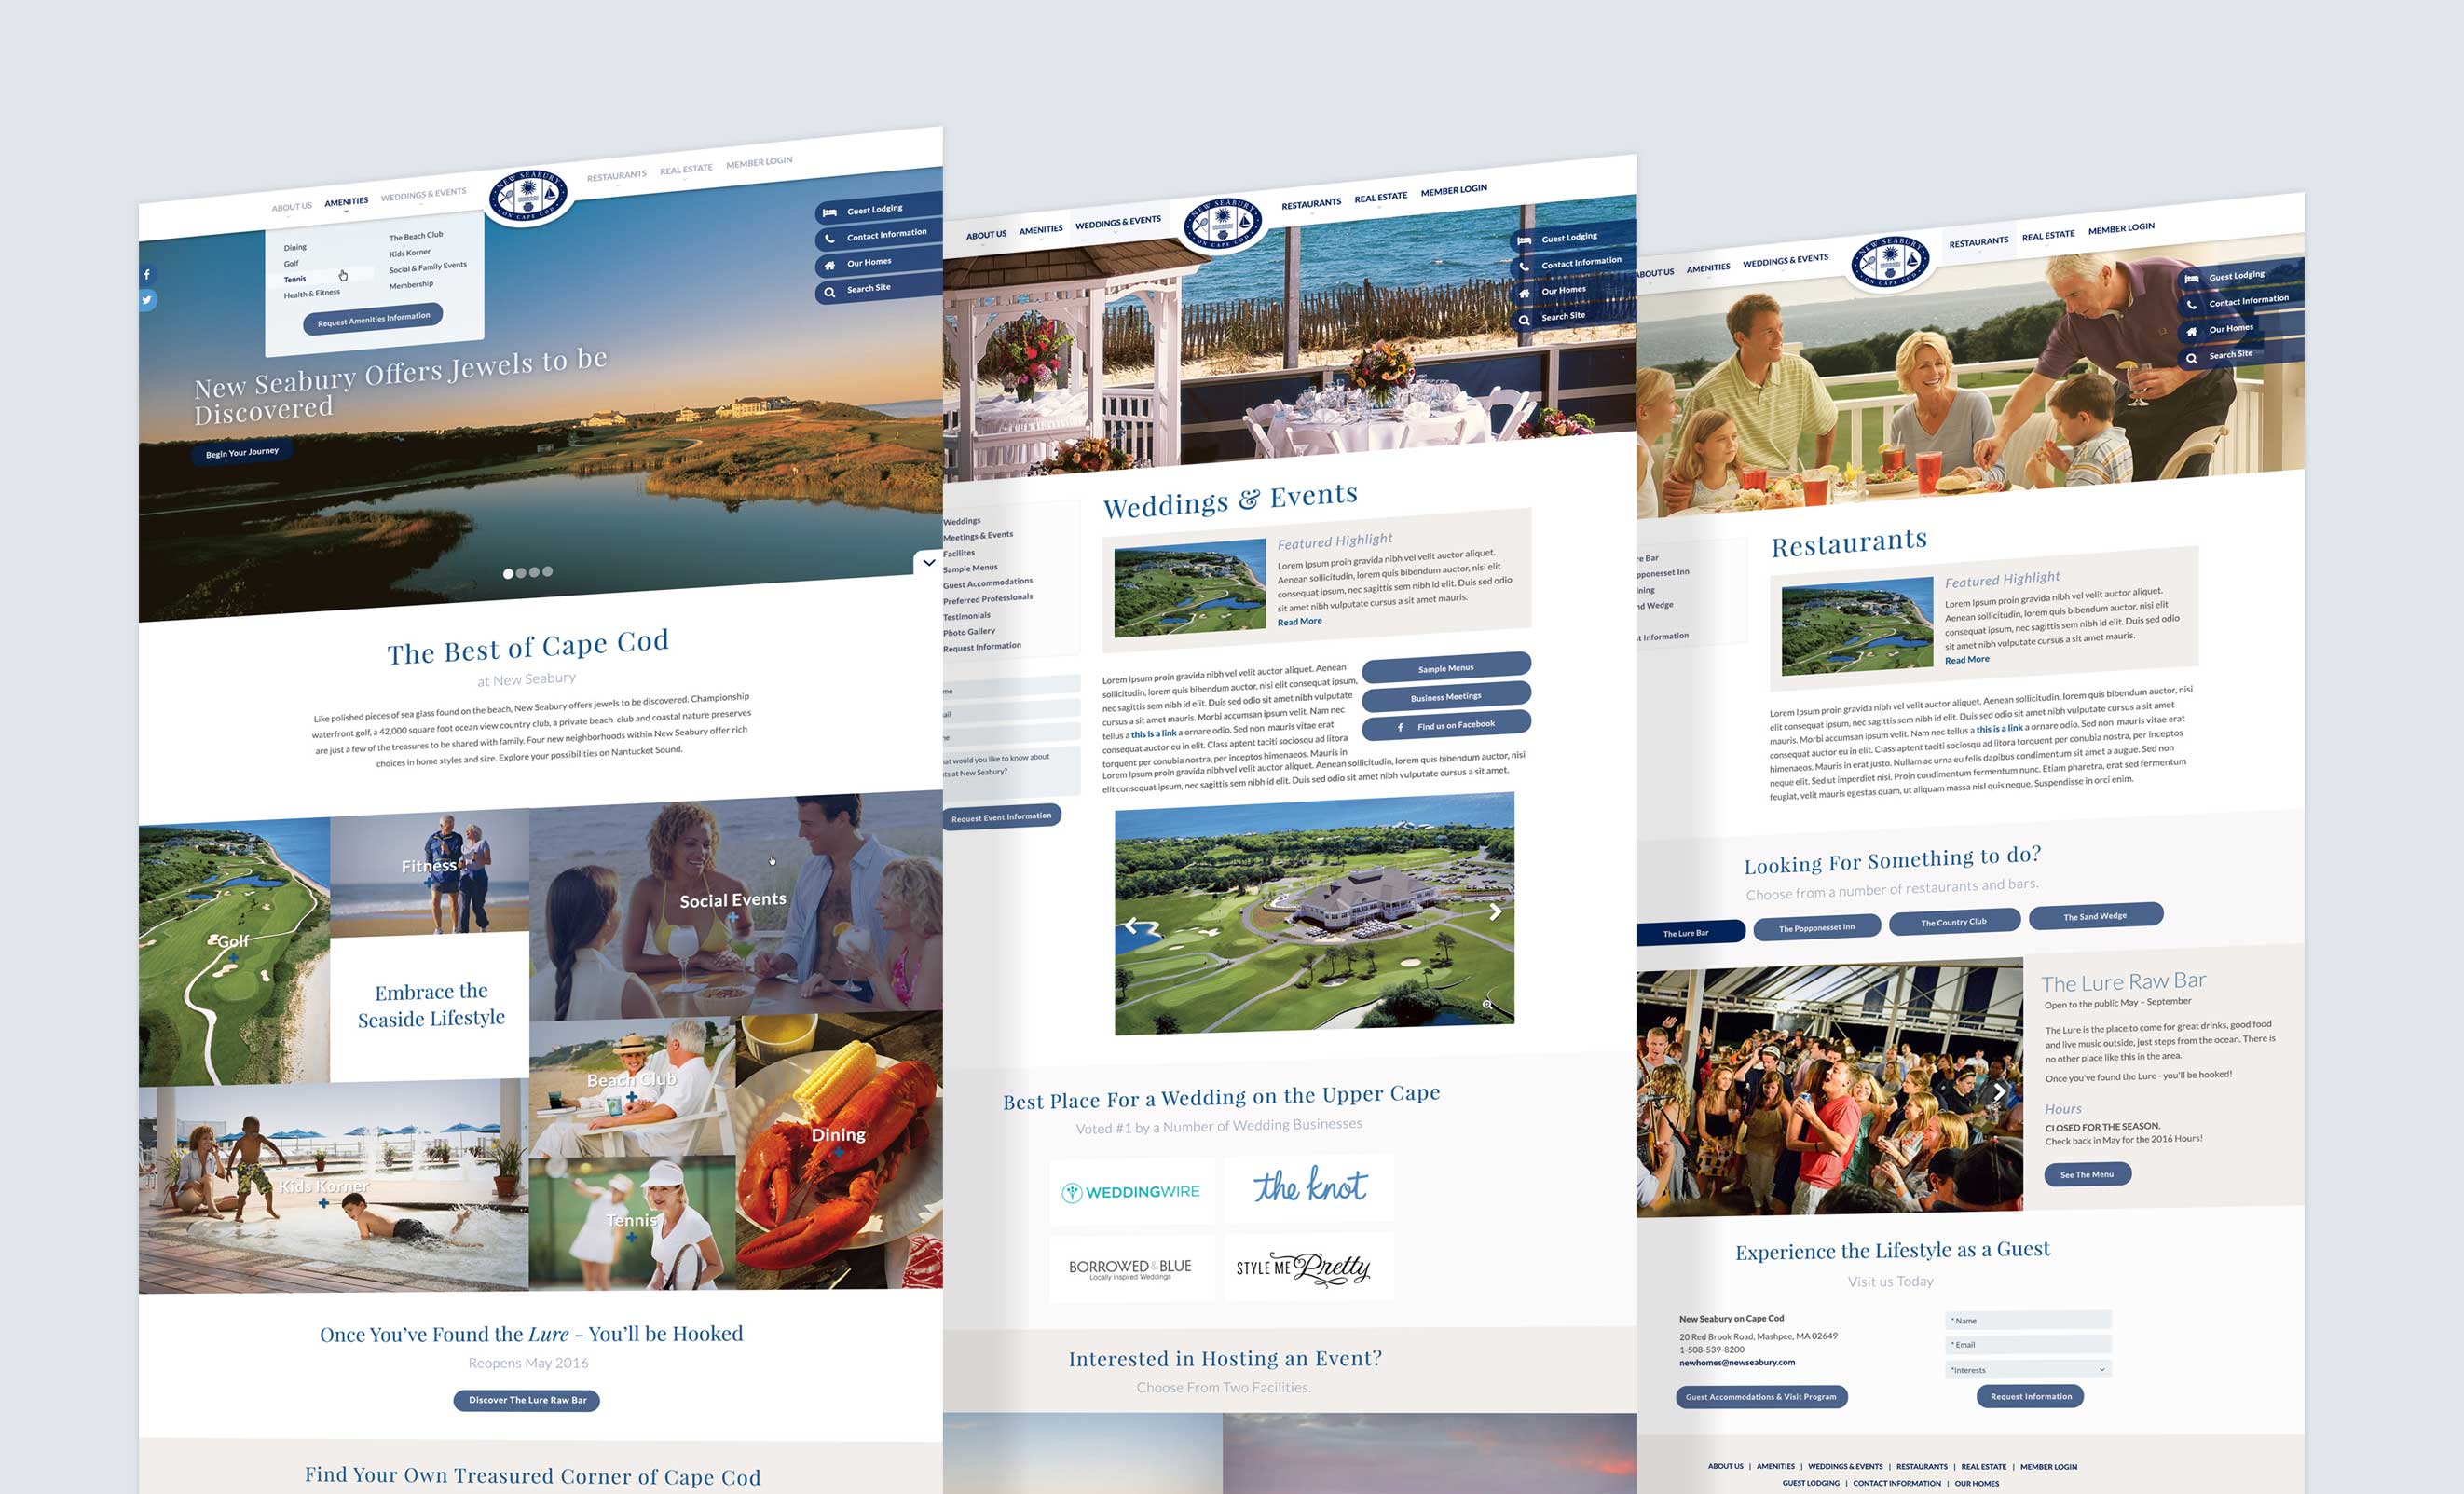 ABOUT US
AMENITIES
WEDDINGS & EVENTS
NEW SEABURY
ON CAPE COD
RESTAURANTS
REAL ESTATE
MEMBER LOGIN
Dining
Golf
Tennis
Health & Fitness
The Beach Club
Kids Korner
Social & Family Events
Membership
Request Amenities Information
Guest Lodging
Contact Information
Our Homes
Search Site
New Seabury Offers Jewels to be
Discovered
Begin Your Journey
The Best of Cape Cod
at New Seabury
Like polished pieces of sea glass found on the beach, New Seabury offers jewels to be discovered. Championship
waterfront golf, a 42,000 square foot ocean view country club, a private beach club and coastal nature preserves
are just a few of the treasures to be shared with family. Four new neighborhoods within New Seabury offer rich
choices in home styles and size. Explore your possibilities on Nantucket Sound.
Golf
Fitness
Social Events
Embrace the
Seaside Lifestyle
Beach Club
Dining
Kids Korner
Tennis
Once You've Found the Lure - You'll be Hooked
Reopens May 2016
Discover The Lure Raw Bar
Find Your Own Treasured Corner of Cape Cod
ABOUT US
AMENITIES
WEDDINGS & EVENTS
NEW SEABURY
ON CAPE COD
RESTAURANTS
REAL ESTATE
MEMBER LOGIN
Guest Lodging
Contact Information
Our Homes
Search Site
Weddings
Meetings & Events
Facilites
Sample Menus
Guest Accommodations
Preferred Professionals
Testimonials
Photo Gallery
Request Information
would you like to know about
at New Seabury?
Request Event Information
Weddings & Events
Featured Highlight
Lorem Ipsum proin gravida nibh vel velit auctor aliquet.
Aenean sollicitudin, lorem quis bibendum auctor, nisi elit
consequat ipsum, nec sagittis sem nibh id elit. Duis sed odio
sit amet nibh vulputate cursus a sit amet mauris.
Read More
Lorem Ipsum proin gravida nibh vel velit auctor aliquet. Aenean
sollicitudin, lorem quis bibendum auctor, nisi elit consequat ipsum,
nec sagittis sem nibh id elit. Duis sed odio sit amet nibh vulputate
cursus a sit amet mauris. Morbi accumsan ipsum velit. Nam nec
tellus a this is a link a ornare odio. Sed non mauris vitae erat
consequat auctor eu in elit. Class aptent taciti sociosqu ad litora
torquent per conubia nostra, per inceptos himenaeos. Mauris in
Lorem Ipsum proin gravida nibh vel velit auctor aliquet. Aenean sollicitudin, lorem quis bibendum auctor, nisi
elit consequat ipsum, nec sagittis sem nibh id elit. Duis sed odio sit amet nibh vulputate cursus a sit amet.
Sample Menus
Business Meetings
Find us on Facebook
Best Place For a Wedding on the Upper Cape
Voted #1 by a Number of Wedding Businesses
WEDDINGWIRE
the knot
BORROWED & BLUE
Locally Inspired Weddings
STYLE ME Pretty
Interested in Hosting an Event?
Choose From Two Facilities.
BOUT US
AMENITIES
WEDDINGS & EVENTS
NEW SEABURY
ON CAPE COD
RESTAURANTS
REAL ESTATE
MEMBER LOGIN
Guest Lodging
Contact Information
Our Homes
Search Site
Bar
pponesset Inn
ning
Wedge
Information
Restaurants
Featured Highlight
Lorem Ipsum proin gravida nibh vel velit auctor aliquet.
Aenean sollicitudin, lorem quis bibendum auctor, nisi elit
consequat ipsum, nec sagittis sem nibh id elit. Duis sed odio
sit amet nibh vulputate cursus a sit amet mauris.
Read More
Lorem Ipsum proin gravida nibh vel velit auctor aliquet. Aenean sollicitudin, lorem quis bibendum auctor, nisi
elit consequat ipsum, nec sagittis sem nibh id elit. Duis sed odio sit amet nibh vulputate cursus a sit amet
mauris. Morbi accumsan ipsum velit. Nam nec tellus a this is a link a ornare odio. Sed non mauris vitae erat
consequat auctor eu in elit. Class aptent taciti sociosqu ad litora torquent per conubia nostra, per inceptos
himenaeos. Mauris in erat justo. Nullam ac urna eu felis dapibus condimentum sit amet a augue. Sed non
neque elit. Sed ut imperdiet nisi. Proin condimentum fermentum nunc. Etiam pharetra, erat sed fermentum
feugiat, velit mauris egestas quam, ut aliquam massa nisl quis neque. Suspendisse in orci enim.
Looking For Something to do?
Choose from a number of restaurants and bars.
The Lure Bar
The Popponesset Inn
The Country Club
The Sand Wedge
The Lure Raw Bar
Open to the public May – September
The Lure is the place to come for great drinks, good food
and live music outside, just steps from the ocean. There is
no other place like this in the area.
Once you've found the Lure - you'll be hooked!
Hours
CLOSED FOR THE SEASON.
Check back in May for the 2016 Hours!
See The Menu
Experience the Lifestyle as a Guest
Visit us Today
New Seabury on Cape Cod
20 Red Brook Road, Mashpee, MA 02649
1-508-539-8200
newhomes@newseabury.com
Guest Accommodations & Visit Program
* Name
* Email
*Interests
Request Information
ABOUT US | AMENITIES | WEDDINGS & EVENTS | RESTAURANTS | REAL ESTATE | MEMBER LOGIN
GUEST LODGING | CONTACT INFORMATION | OUR HOMES